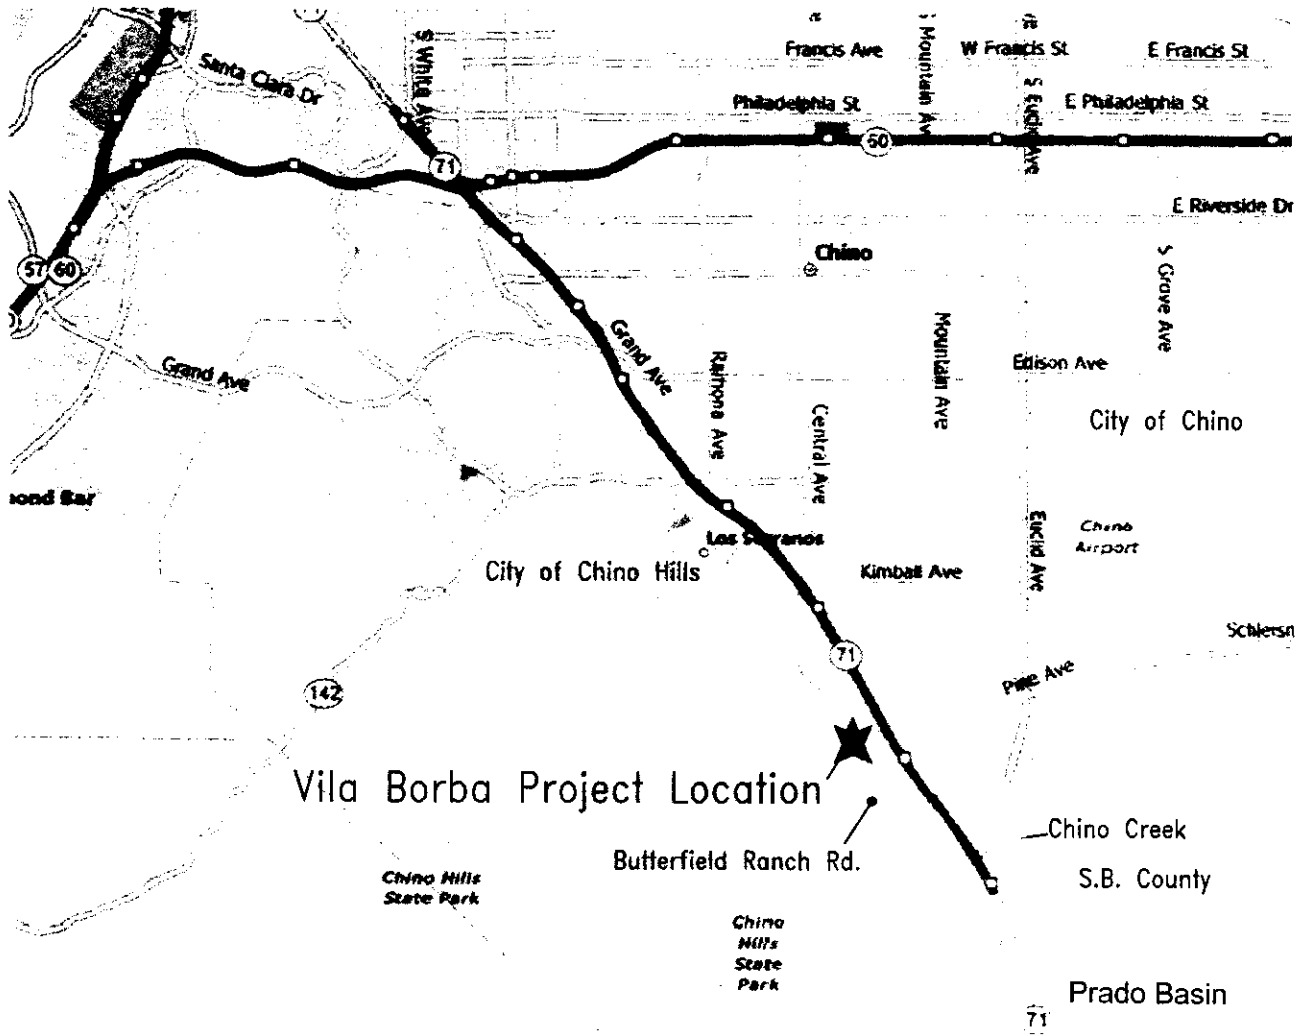 Francis Ave
W Francis St
E Francis St
S White Ave
S Mountain Ave
S Euclid Ave
Santa Clara Dr
Philadelphia St
E Philadelphia St
60
71
E Riverside Dr
Chino
57
60
S Grove Ave
Grand Ave
Grand Ave
Ramona Ave
Mountain Ave
Edison Ave
Central Ave
City of Chino
ond Bar
Euclid Ave
Chino
Airport
Los Serranos
City of Chino Hills
Kimball Ave
71
Pine Ave
142
Vila Borba Project Location
Chino Creek
Butterfield Ranch Rd.
S.B. County
Chino Hills
State Park
Chino
Hills
State
Park
Prado Basin
71